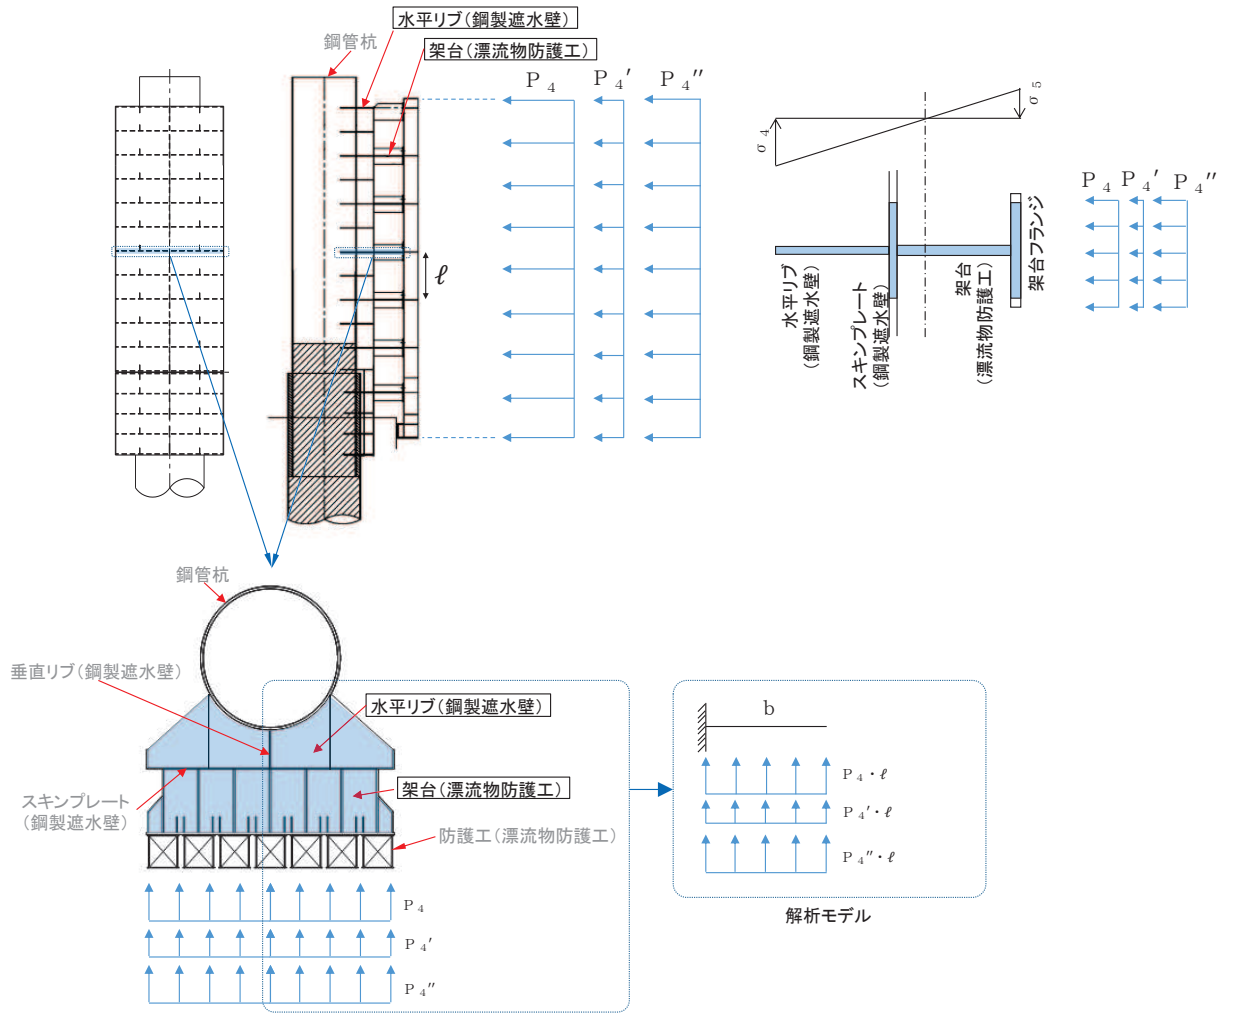 水平リブ(鋼製遮水壁)
鋼管杭
架台(漂流物防護工)
P₄
P₄′
P₄″
ℓ
σ₄
σ₅
P₄
P₄′
P₄″
水平リブ
(鋼製遮水壁)
スキンプレート
(鋼製遮水壁)
架台
(漂流物防護工)
架台フランジ
鋼管杭
垂直リブ(鋼製遮水壁)
水平リブ(鋼製遮水壁)
スキンプレート
(鋼製遮水壁)
架台(漂流物防護工)
防護工(漂流物防護工)
P₄
P₄′
P₄″
b
P₄・ℓ
P₄′・ℓ
P₄″・ℓ
解析モデル